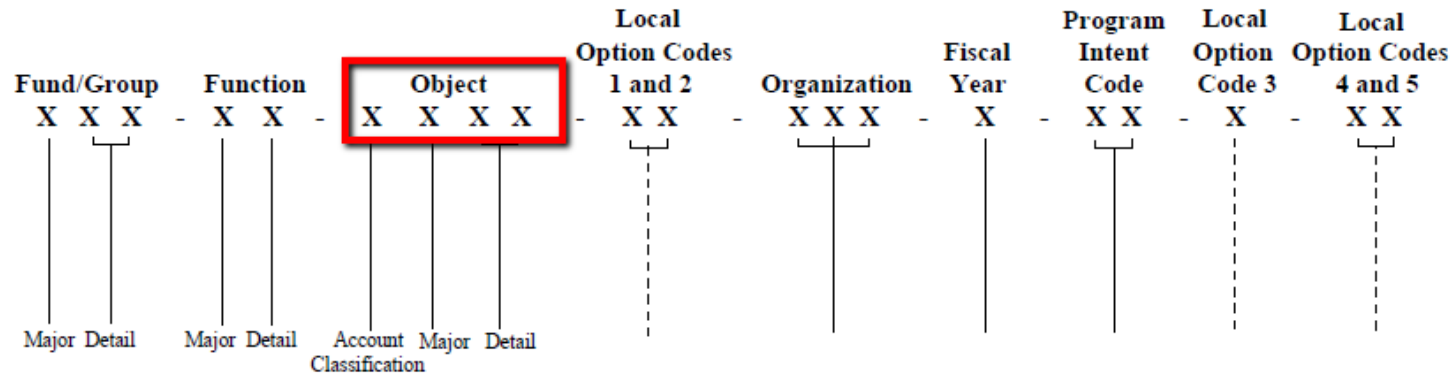 Local Program Local Local
Option Codes Fiscal Intent Option Option Codes
Fund/Group Function Object 1 and 2 Organization Year Code Code 3 4 and 5
X X X - X X - X X X X - X X - X X X - X - X X - X - X X
Major Detail Major Detail Account Major Detail
Classification